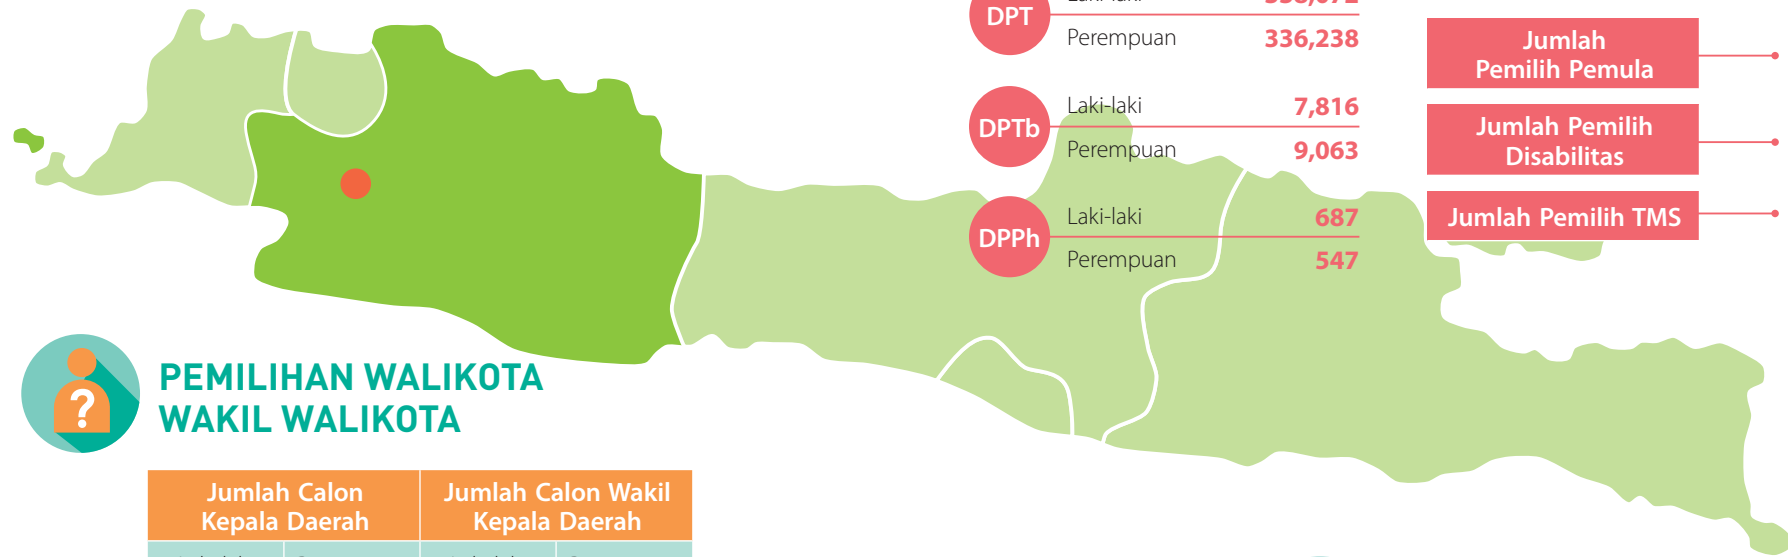 DPT
Perempuan 336,238
DPTb
Laki-laki 7,816
Perempuan 9,063
DPPh
Laki-laki 687
Perempuan 547
Jumlah
Pemilih Pemula
Jumlah Pemilih
Disabilitas
Jumlah Pemilih TMS
?
PEMILIHAN WALIKOTA
WAKIL WALIKOTA
Jumlah Calon
Kepala Daerah
Jumlah Calon Wakil
Kepala Daerah